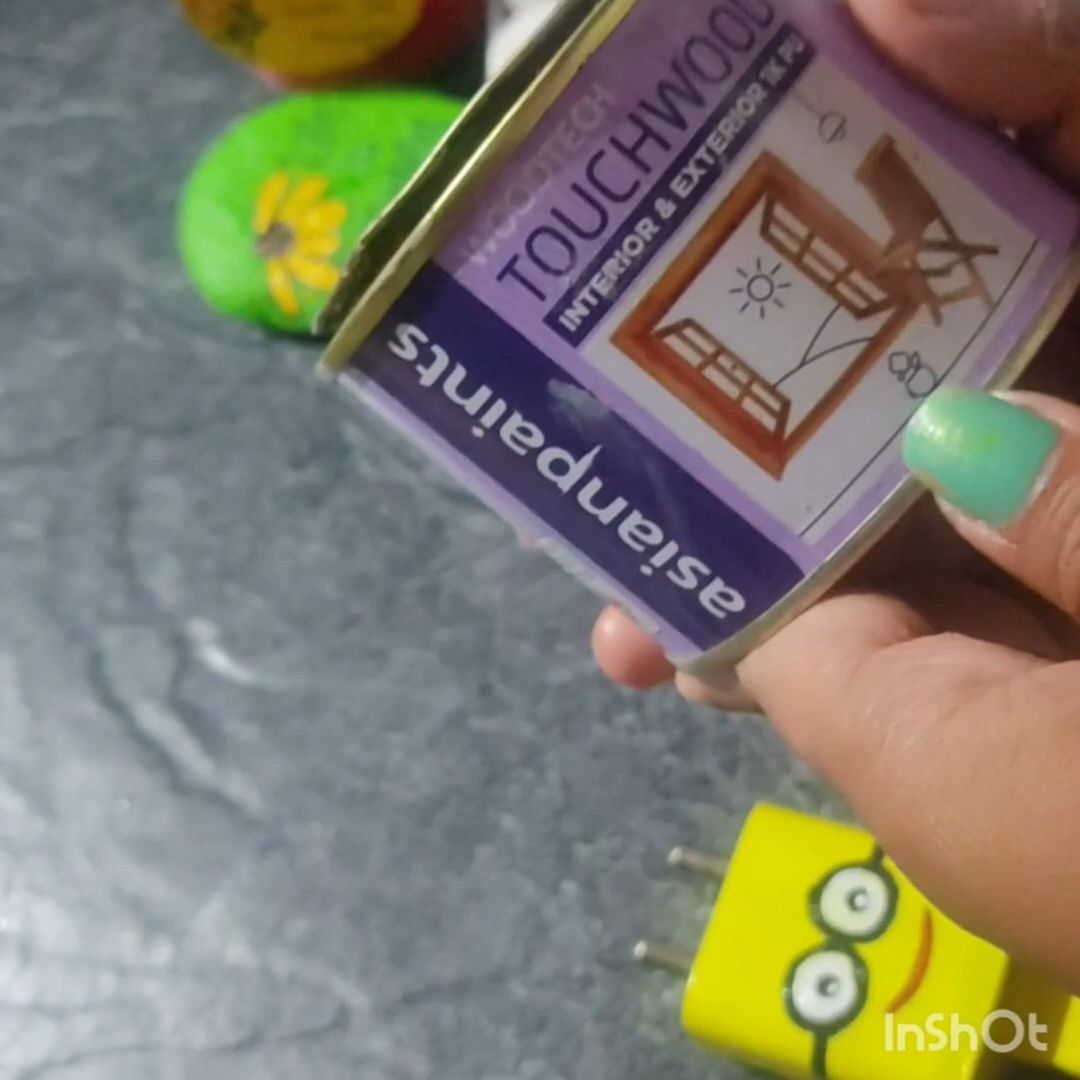 WOODTECH
TOUCHWOOD
INTERIOR & EXTERIOR 1K PU
asianpaints
InShOt